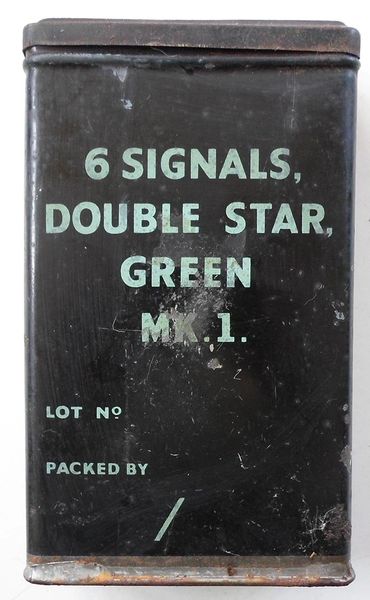 6 SIGNALS,
DOUBLE STAR,
GREEN
MK.1.
LOT Nº
PACKED BY
/